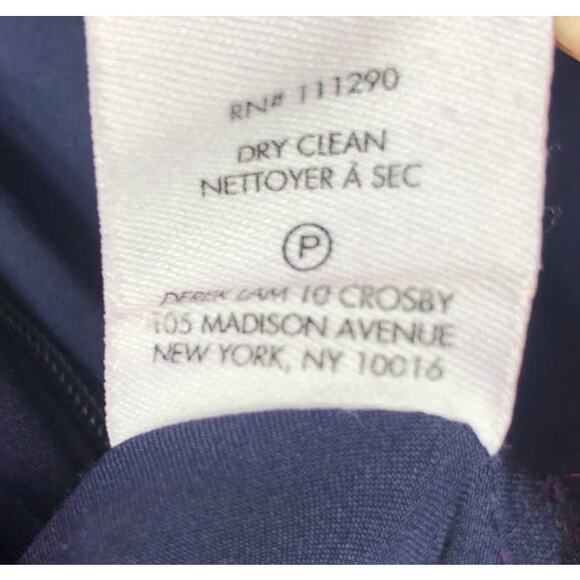 RN# 111290
DRY CLEAN
NETTOYER À SEC
P
DEREK LAM 10 CROSBY
105 MADISON AVENUE
NEW YORK, NY 10016